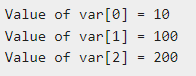 Value of var[0] = 10
Value of var[1] = 100
Value of var[2] = 200